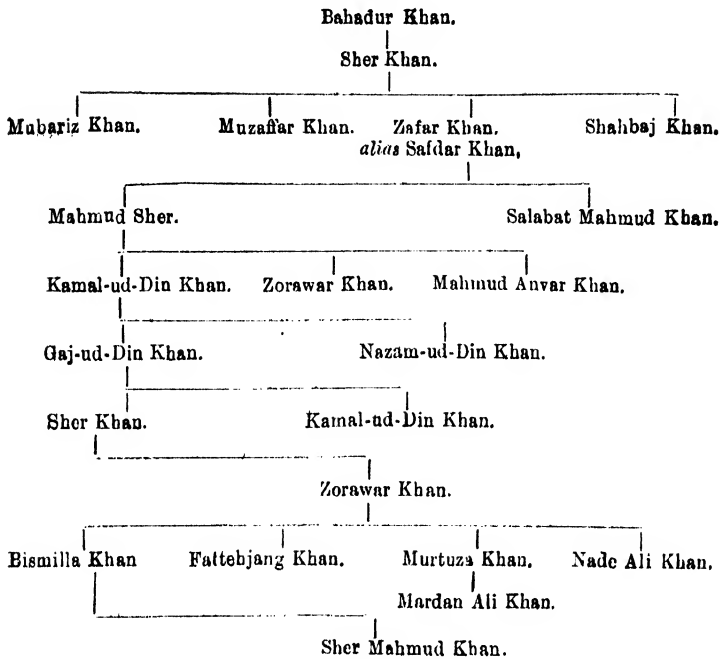 Bahadur Khan.
Sher Khan.
Mubariz Khan. Muzaffar Khan. Zafar Khan. Shahbaj Khan.
alias Safdar Khan,
Mahmud Sher. Salabat Mahmud Khan.
Kamal-ud-Din Khan. Zorawar Khan. Mahmud Anvar Khan.
Gaj-ud-Din Khan. Nazam-ud-Din Khan.
Sher Khan. Kamal-ud-Din Khan.
Zorawar Khan.
Bismilla Khan Fattehjang Khan. Murtuza Khan. Nade Ali Khan.
Mardan Ali Khan.
Sher Mahmud Khan.